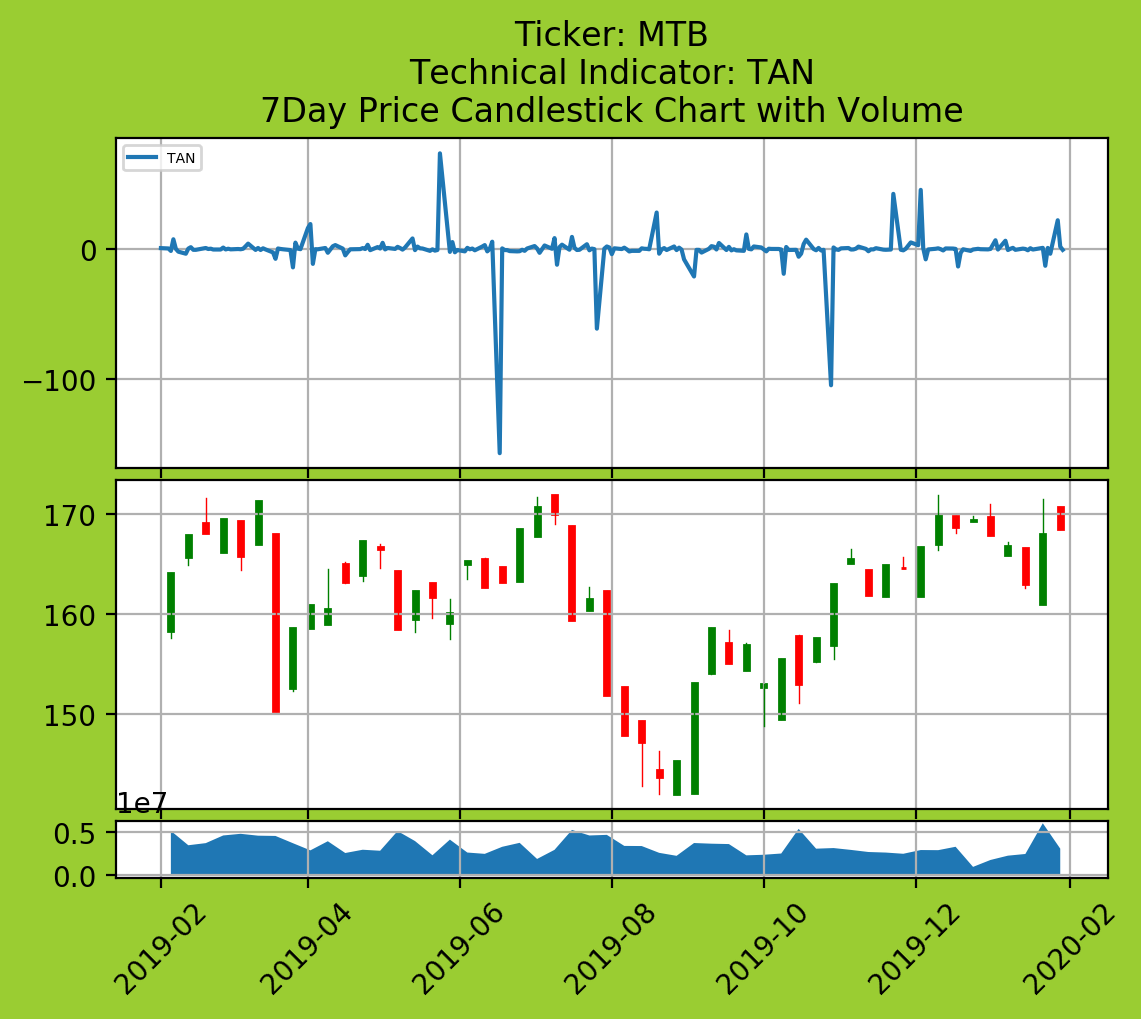 Ticker: MTB
Technical Indicator: TAN
7Day Price Candlestick Chart with Volume
TAN
0
−100
170
160
150
1e7
0.5
0.0
2019-02
2019-04
2019-06
2019-08
2019-10
2019-12
2020-02